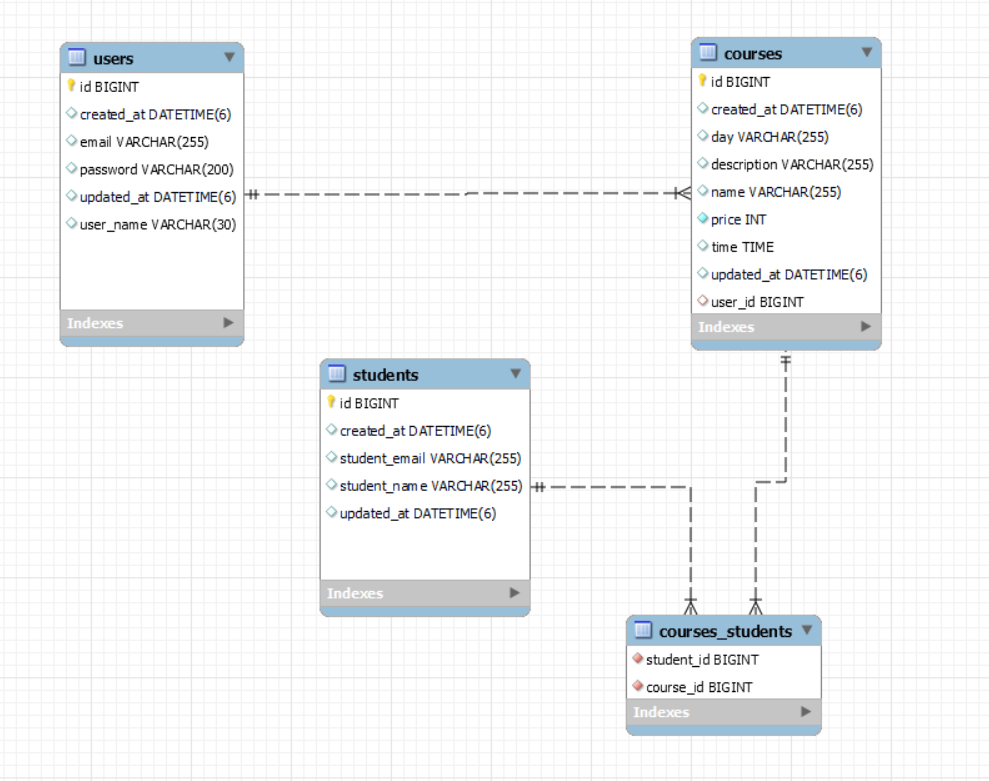 users
id BIGINT
created_at DATETIME(6)
email VARCHAR(255)
password VARCHAR(200)
updated_at DATETIME(6)
user_name VARCHAR(30)
Indexes
courses
id BIGINT
created_at DATETIME(6)
day VARCHAR(255)
description VARCHAR(255)
name VARCHAR(255)
price INT
time TIME
updated_at DATETIME(6)
user_id BIGINT
Indexes
students
id BIGINT
created_at DATETIME(6)
student_email VARCHAR(255)
student_name VARCHAR(255)
updated_at DATETIME(6)
Indexes
courses_students
student_id BIGINT
course_id BIGINT
Indexes